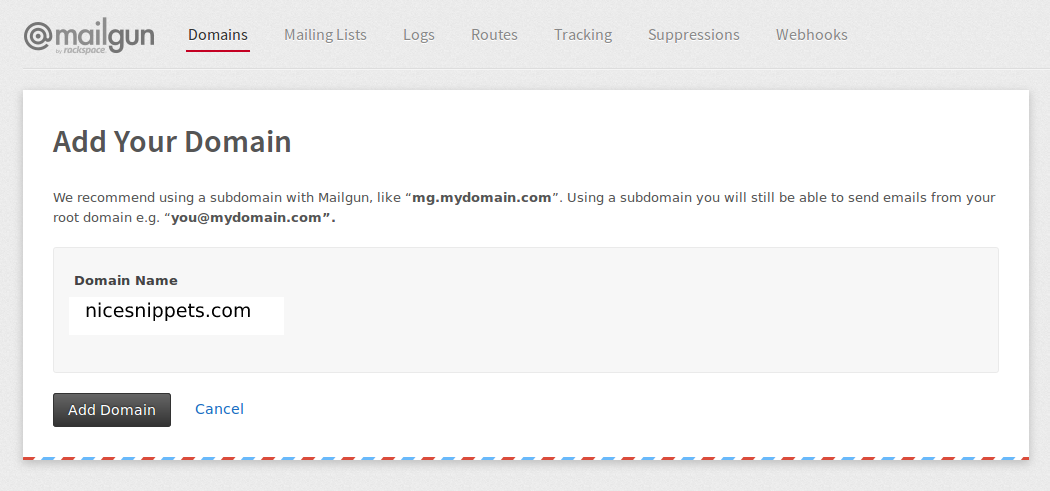 @mailgun
by rackspace.
Domains Mailing Lists Logs Routes Tracking Suppressions Webhooks
Add Your Domain
We recommend using a subdomain with Mailgun, like “mg.mydomain.com”. Using a subdomain you will still be able to send emails from your
root domain e.g. “you@mydomain.com”.
Domain Name
nicesnippets.com
Add Domain Cancel